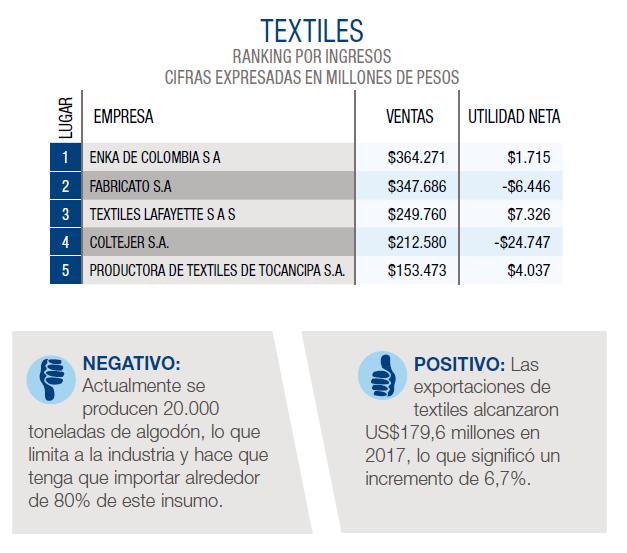 TEXTILES
RANKING POR INGRESOS
CIFRAS EXPRESADAS EN MILLONES DE PESOS
LUGAR EMPRESA VENTAS UTILIDAD NETA
1 ENKA DE COLOMBIA S A $364.271 $1.715
2 FABRICATO S.A $347.686 -$6.446
3 TEXTILES LAFAYETTE S A S $249.760 $7.326
4 COLTEJER S.A. $212.580 -$24.747
5 PRODUCTORA DE TEXTILES DE TOCANCIPA S.A. $153.473 $4.037
NEGATIVO:
Actualmente se
producen 20.000
toneladas de algodón, lo que
limita a la industria y hace que
tenga que importar alrededor
de 80% de este insumo.
POSITIVO: Las
exportaciones de
textiles alcanzaron
US$179,6 millones en
2017, lo que significó un
incremento de 6,7%.